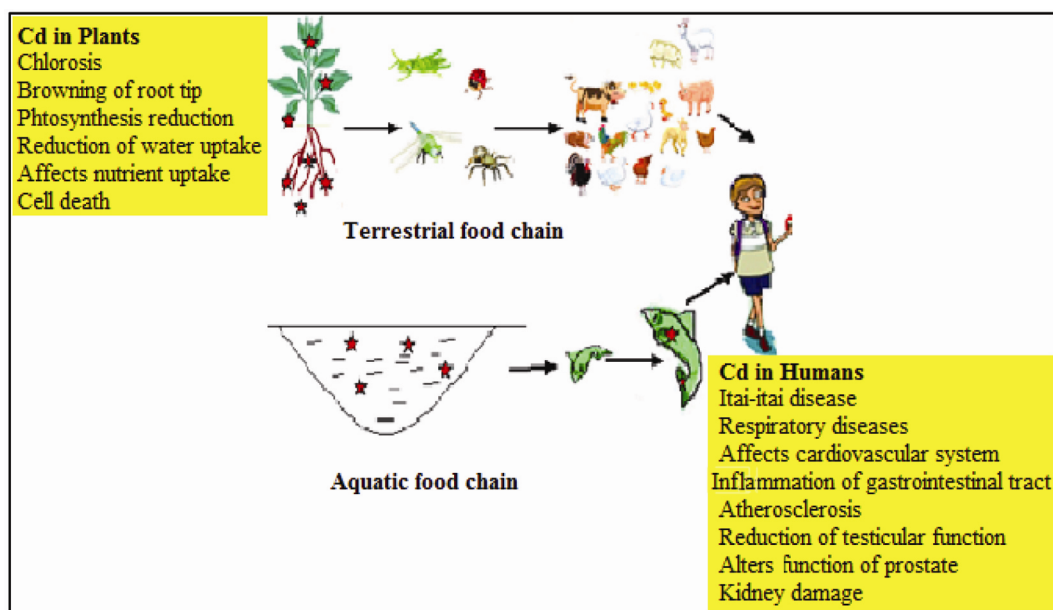 Cd in Plants
Chlorosis
Browning of root tip
Phtosynthesis reduction
Reduction of water uptake
Affects nutrient uptake
Cell death
Terrestrial food chain
Aquatic food chain
Cd in Humans
Itai-itai disease
Respiratory diseases
Affects cardiovascular system
Inflammation of gastrointestinal tract
Atherosclerosis
Reduction of testicular function
Alters function of prostate
Kidney damage